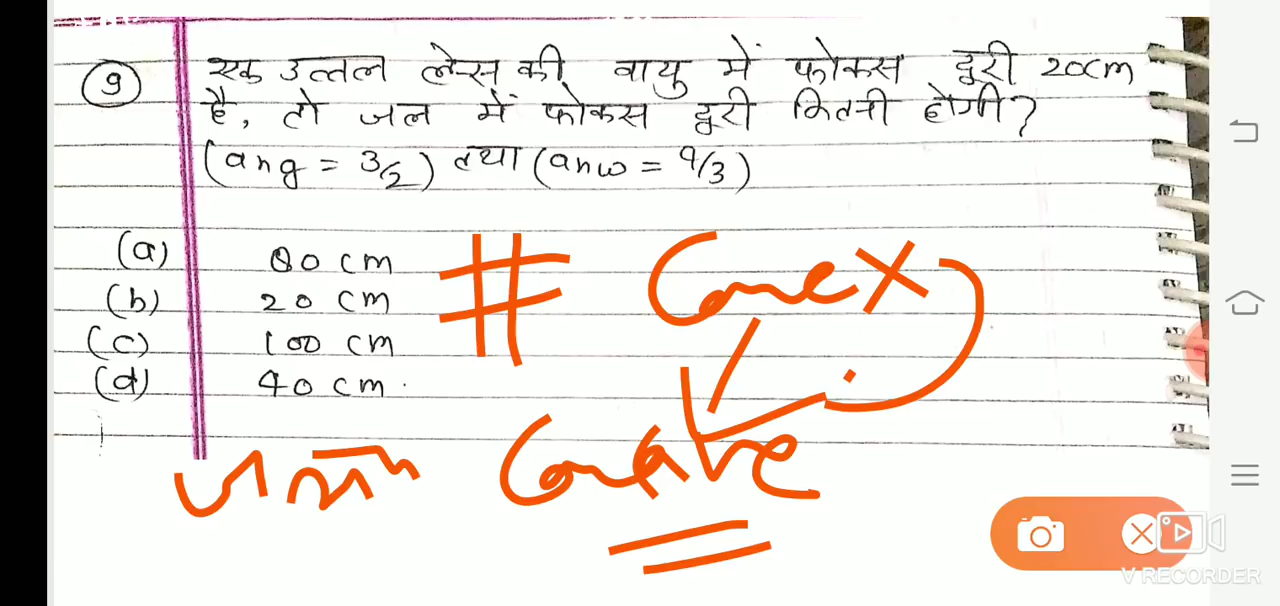 9 एक उत्तल लेन्स की वायु में फोकस दूरी 20cm
है, तो जल में फोकस दूरी कितनी होगी?
(ang = 3/2) तथा (anw = 4/3)
(a) 80 cm
(b) 20 cm
(c) 100 cm
(d) 40 cm.
# Convex
Concave
V RECORDER